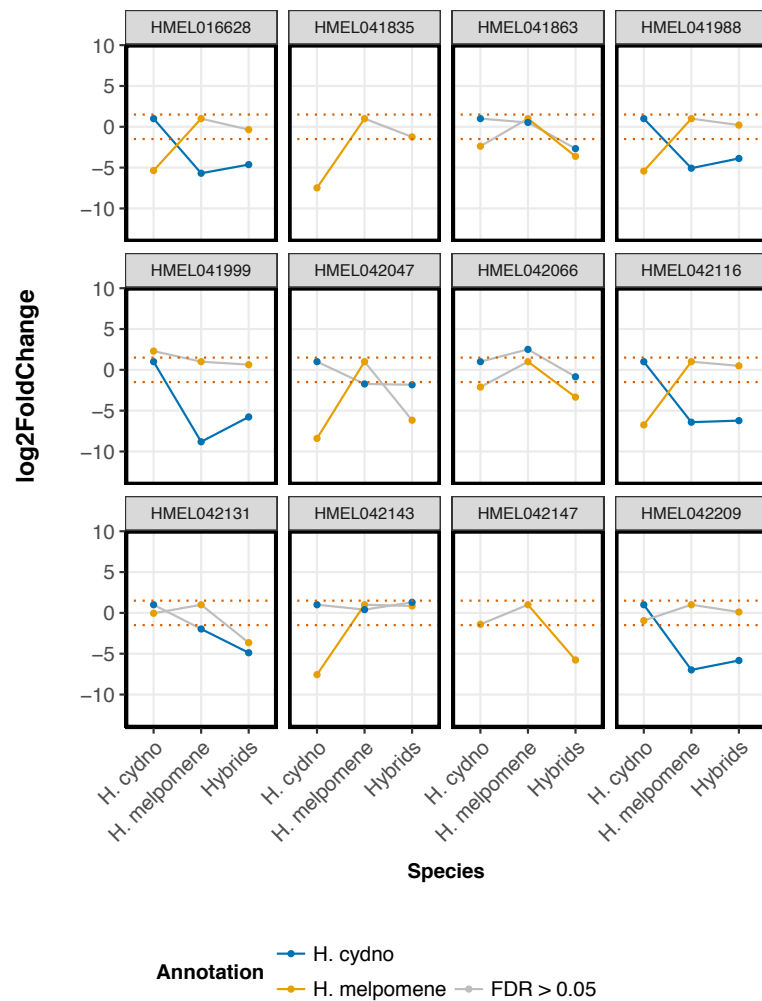 HMEL016628 HMEL041835 HMEL041863 HMEL041988
10
5
0
−5
−10
HMEL041999 HMEL042047 HMEL042066 HMEL042116
10
5
0
−5
−10
HMEL042131 HMEL042143 HMEL042147 HMEL042209
10
5
0
−5
−10
log2FoldChange
H. cydno H. melpomene Hybrids H. cydno H. melpomene Hybrids H. cydno H. melpomene Hybrids H. cydno H. melpomene Hybrids
Species
Annotation
H. cydno
H. melpomene FDR > 0.05